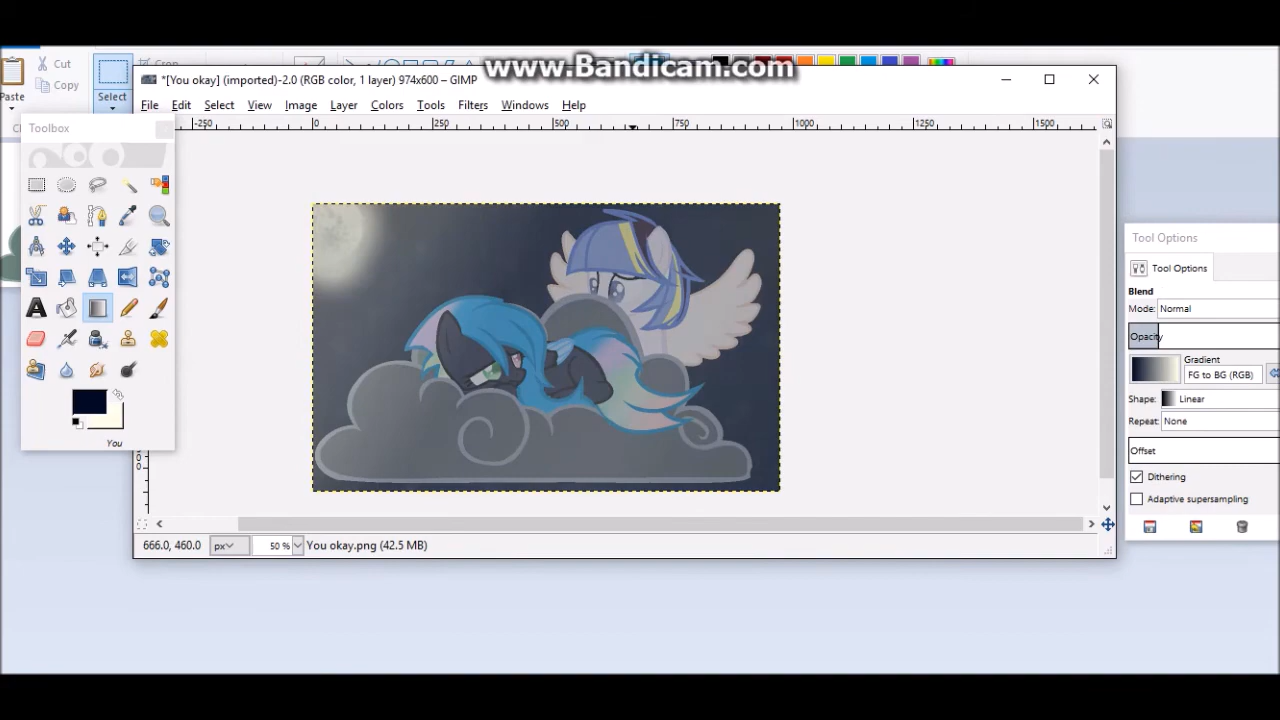 www.Bandicam.com
Cut
Crop
Copy
Paste
Select
*[You okay] (imported)-2.0 (RGB color, 1 layer) 974x600 – GIMP
File Edit Select View Image Layer Colors Tools Filters Windows Help
Toolbox
-250 0 250 500 750 1000 1250 1500
You
Tool Options
Tool Options
Blend
Mode: Normal
Opacity
Gradient
FG to BG (RGB)
Shape: Linear
Repeat: None
Offset
Dithering
Adaptive supersampling
666.0, 460.0 px 50 % You okay.png (42.5 MB)